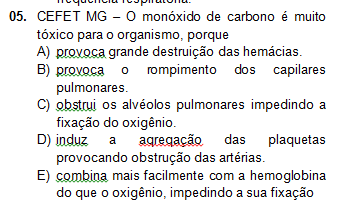 frequência respiratória.
05. CEFET MG – O monóxido de carbono é muito
tóxico para o organismo, porque
A) provoca grande destruição das hemácias.
B) provoca o rompimento dos capilares
pulmonares.
C) obstrui os alvéolos pulmonares impedindo a
fixação do oxigênio.
D) induz a agregação das plaquetas
provocando obstrução das artérias.
E) combina mais facilmente com a hemoglobina
do que o oxigênio, impedindo a sua fixação